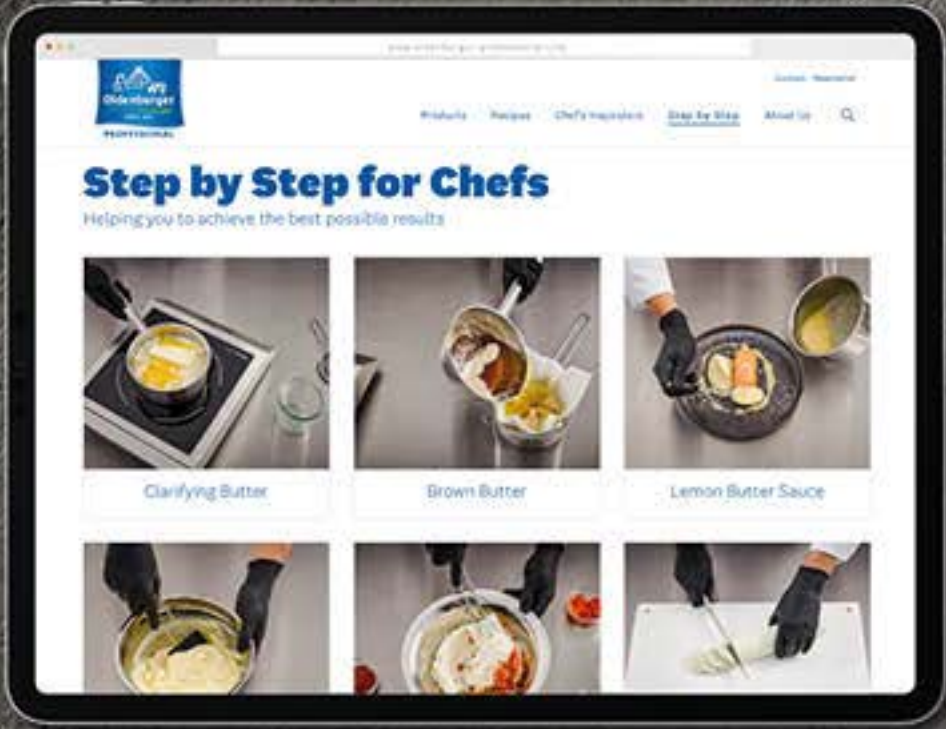 Oldenburger
PROFESSIONAL
Products Recipes Chef's Inspiration Step by Step About Us
Step by Step for Chefs
Helping you to achieve the best possible results
Clarifying Butter
Brown Butter
Lemon Butter Sauce